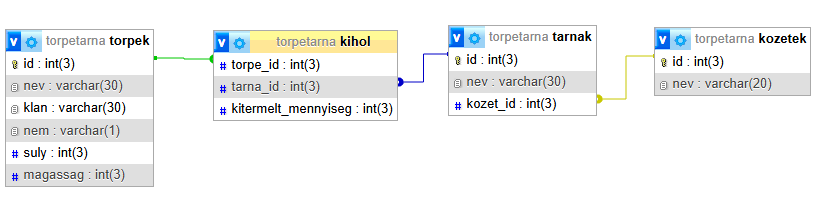 v torpetarna torpek
id : int(3)
nev : varchar(30)
klan : varchar(30)
nem : varchar(1)
# suly : int(3)
# magassag : int(3)
v torpetarna kihol
# torpe_id : int(3)
# tarna_id : int(3)
# kitermelt_mennyiseg : int(3)
v torpetarna tarnak
id : int(3)
nev : varchar(30)
# kozet_id : int(3)
v torpetarna kozetek
id : int(3)
nev : varchar(20)